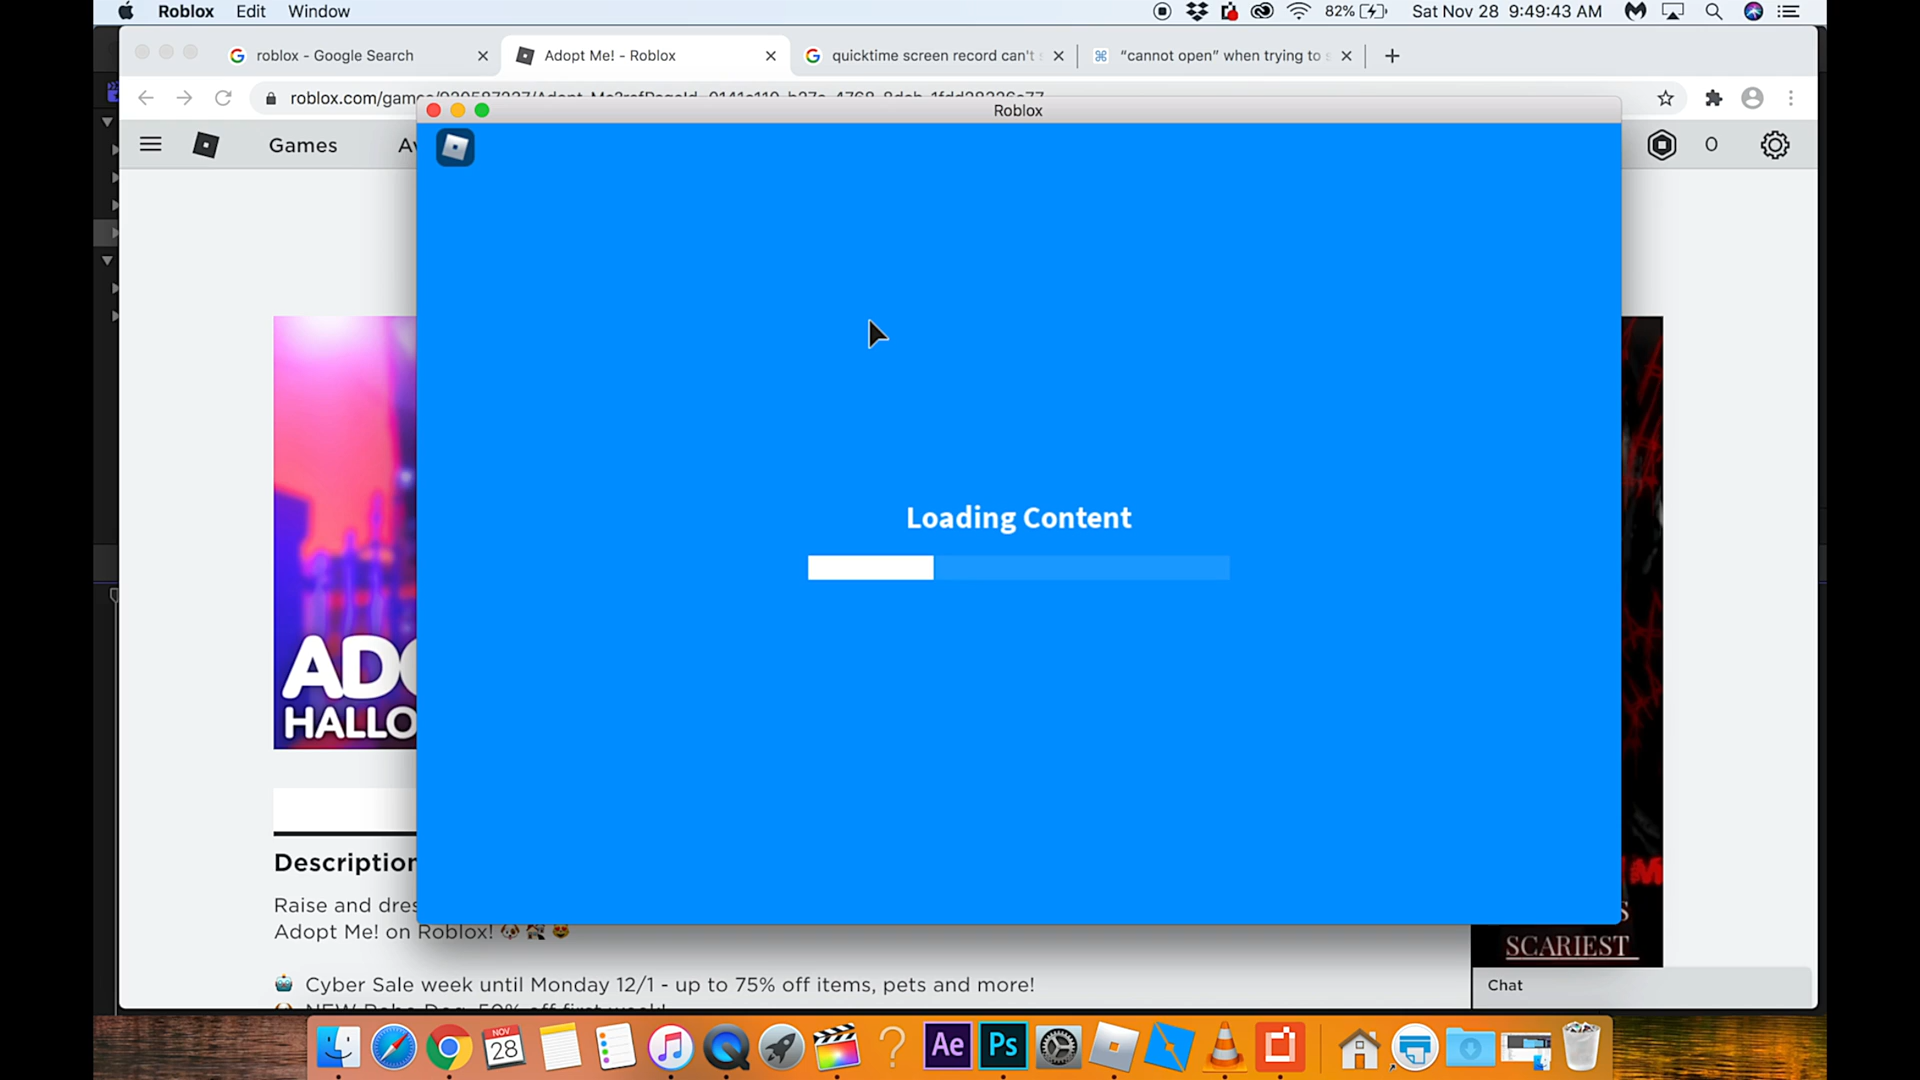 Roblox Edit Window 82% Sat Nov 28 9:49:43 AM
roblox - Google Search Adopt Me! - Roblox quicktime screen record can't “cannot open” when trying to
Roblox
Games 0
Loading Content
ADO
HALLO
Description
Raise and dres
Adopt Me! on Roblox! 🐶 😻
SCARIEST
🤖 Cyber Sale week until Monday 12/1 - up to 75% off items, pets and more!
Chat
NOV
28 Ae Ps